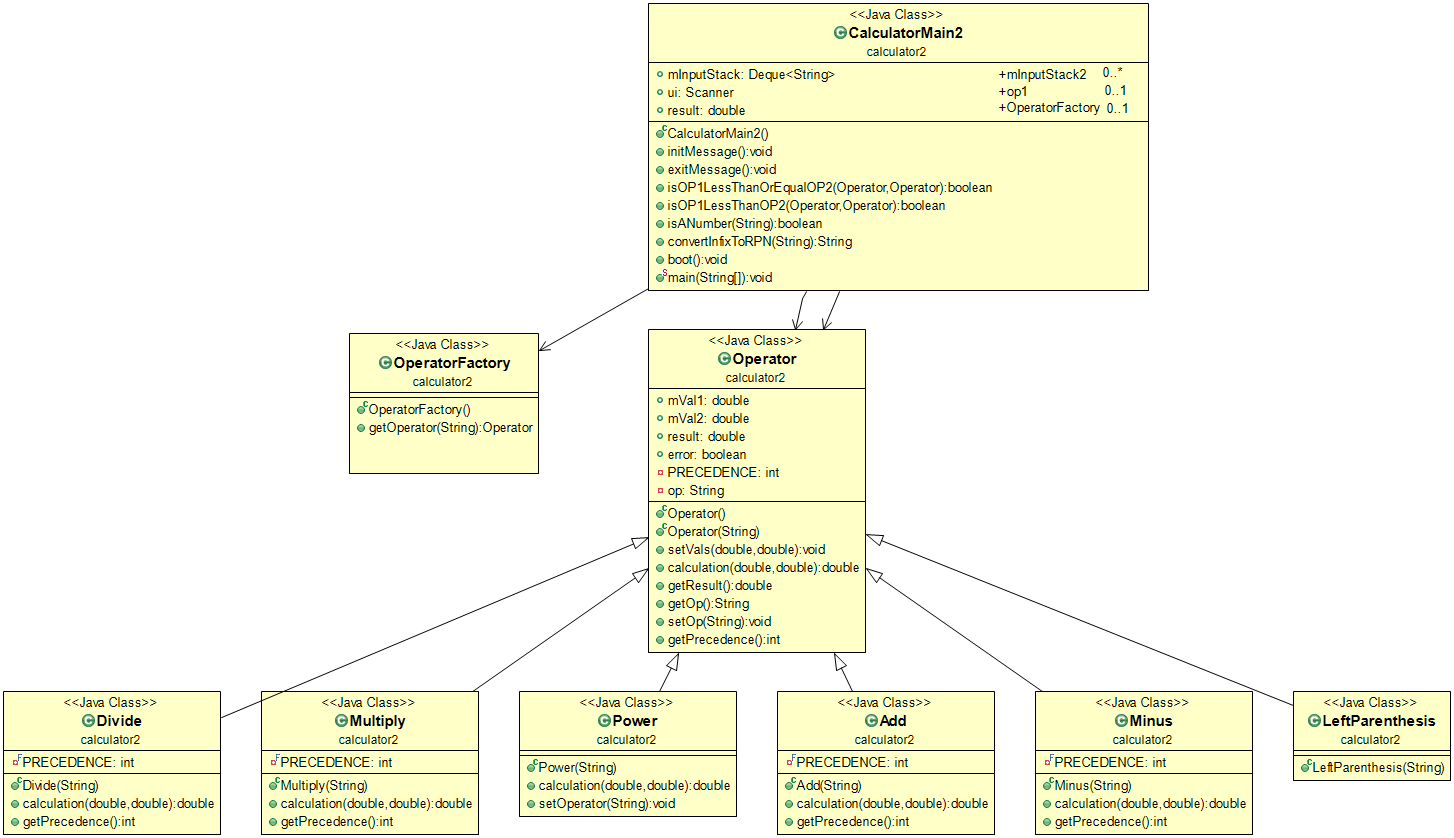 <<Java Class>>
CalculatorMain2
calculator2
mInputStack: Deque<String>
ui: Scanner
result: double
+mInputStack2 0..*
+op1 0..1
+OperatorFactory 0..1
CalculatorMain2()
initMessage():void
exitMessage():void
isOP1LessThanOrEqualOP2(Operator,Operator):boolean
isOP1LessThanOP2(Operator,Operator):boolean
isANumber(String):boolean
convertInfixToRPN(String):String
boot():void
main(String[]):void
<<Java Class>>
OperatorFactory
calculator2
OperatorFactory()
getOperator(String):Operator
<<Java Class>>
Operator
calculator2
mVal1: double
mVal2: double
result: double
error: boolean
PRECEDENCE: int
op: String
Operator()
Operator(String)
setVals(double,double):void
calculation(double,double):double
getResult():double
getOp():String
setOp(String):void
getPrecedence():int
<<Java Class>>
Divide
calculator2
PRECEDENCE: int
Divide(String)
calculation(double,double):double
getPrecedence():int
<<Java Class>>
Multiply
calculator2
PRECEDENCE: int
Multiply(String)
calculation(double,double):double
getPrecedence():int
<<Java Class>>
Power
calculator2
Power(String)
calculation(double,double):double
setOperator(String):void
<<Java Class>>
Add
calculator2
PRECEDENCE: int
Add(String)
calculation(double,double):double
getPrecedence():int
<<Java Class>>
Minus
calculator2
PRECEDENCE: int
Minus(String)
calculation(double,double):double
getPrecedence():int
<<Java Class>>
LeftParenthesis
calculator2
LeftParenthesis(String)